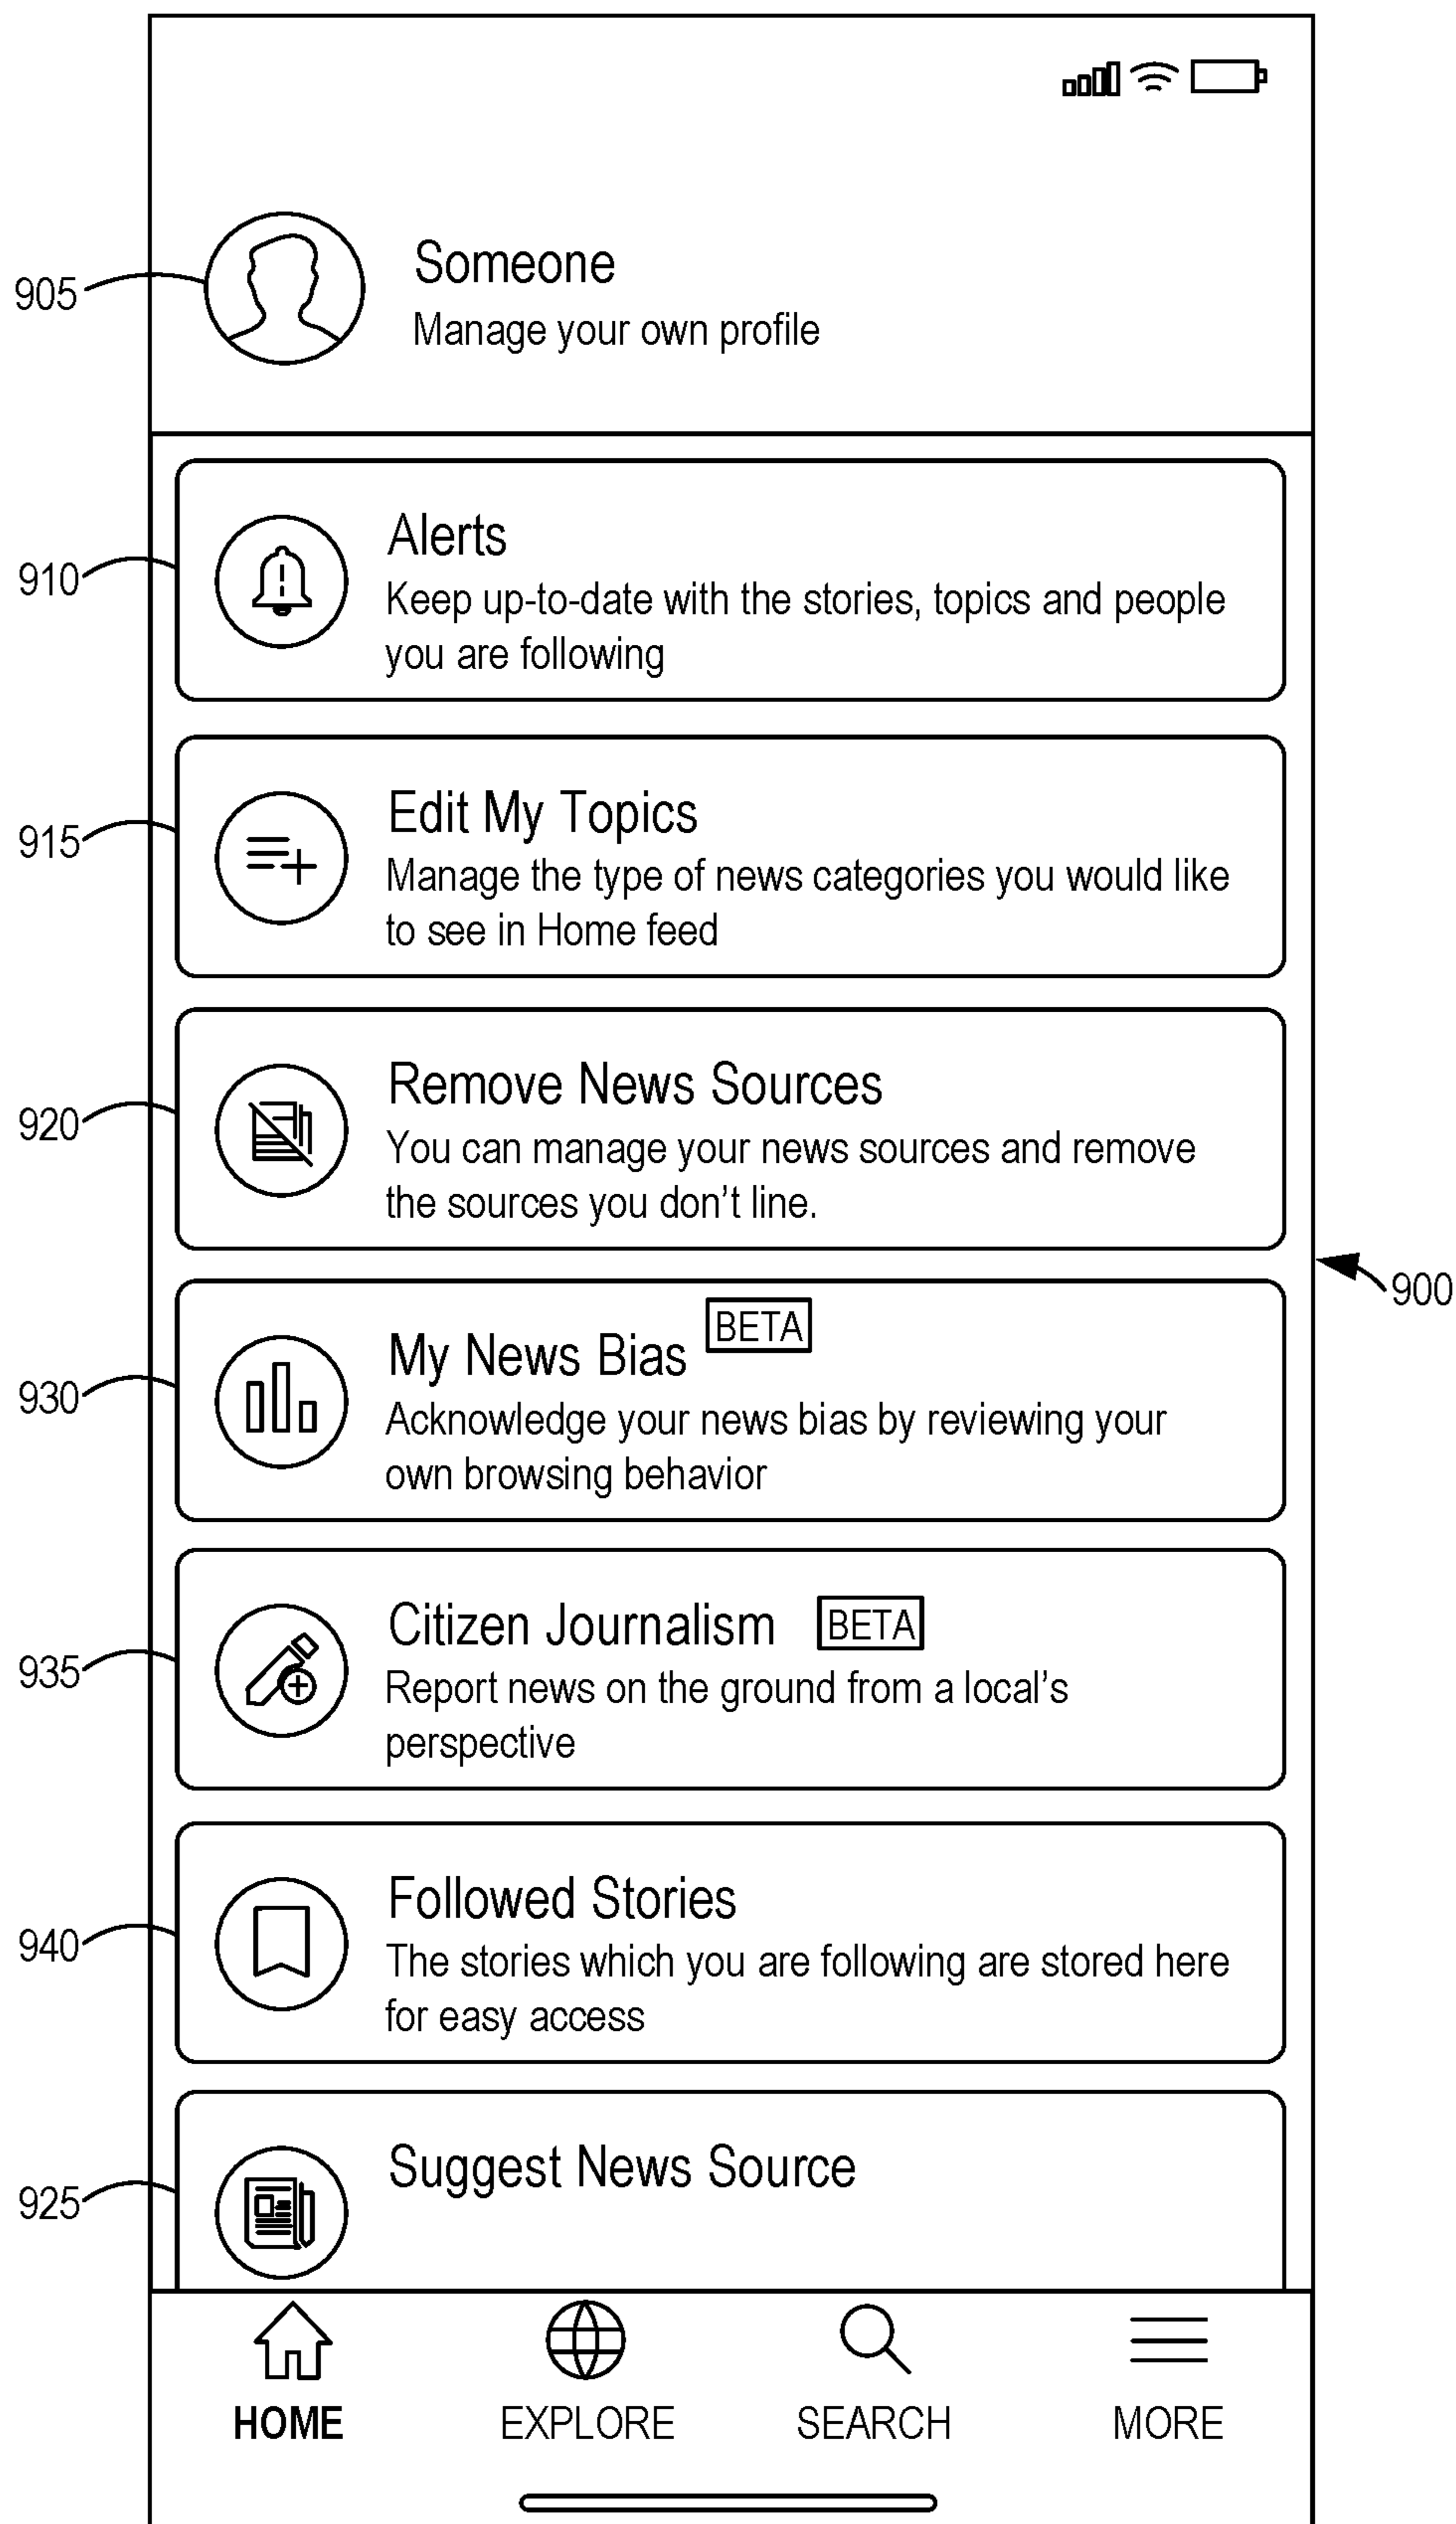 905
Someone
Manage your own profile
910
Alerts
Keep up-to-date with the stories, topics and people
you are following
915
Edit My Topics
Manage the type of news categories you would like
to see in Home feed
920
Remove News Sources
You can manage your news sources and remove
the sources you don't line.
900
930
My News Bias BETA
Acknowledge your news bias by reviewing your
own browsing behavior
935
Citizen Journalism BETA
Report news on the ground from a local's
perspective
940
Followed Stories
The stories which you are following are stored here
for easy access
925
Suggest News Source
HOME EXPLORE SEARCH MORE